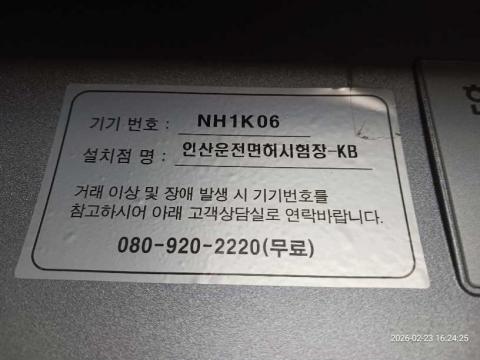 기기 번호 : NH1K06
설치점 명 : 인산운전면허시험장-KB
거래 이상 및 장애 발생 시 기기번호를
참고하시어 아래 고객상담실로 연락바랍니다.
080-920-2220(무료)
2026-02-23 16:24:25